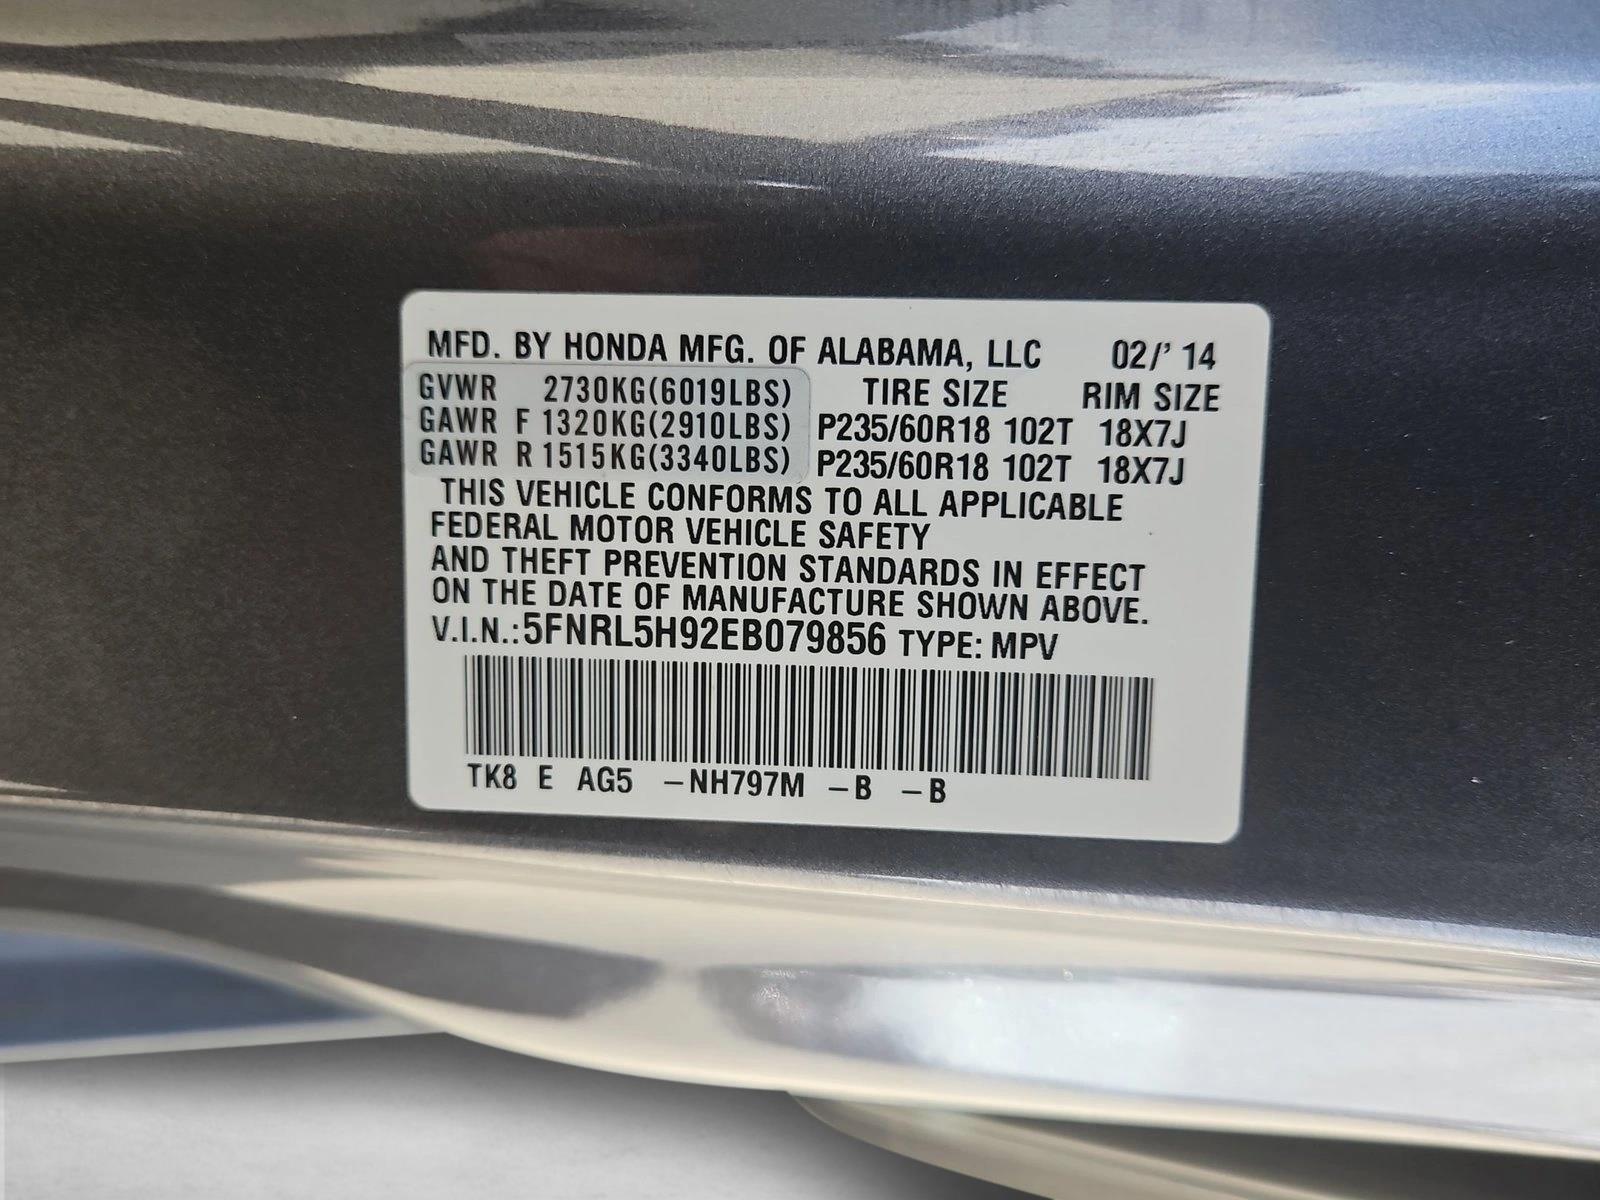 MFD. BY HONDA MFG. OF ALABAMA, LLC 02/' 14
GVWR 2730KG(6019LBS) TIRE SIZE RIM SIZE
GAWR F 1320KG(2910LBS) P235/60R18 102T 18X7J
GAWR R 1515KG(3340LBS) P235/60R18 102T 18X7J
THIS VEHICLE CONFORMS TO ALL APPLICABLE
FEDERAL MOTOR VEHICLE SAFETY
AND THEFT PREVENTION STANDARDS IN EFFECT
ON THE DATE OF MANUFACTURE SHOWN ABOVE.
V.I.N.:5FNRL5H92EB079856 TYPE: MPV
TK8 E AG5 –NH797M –B –B